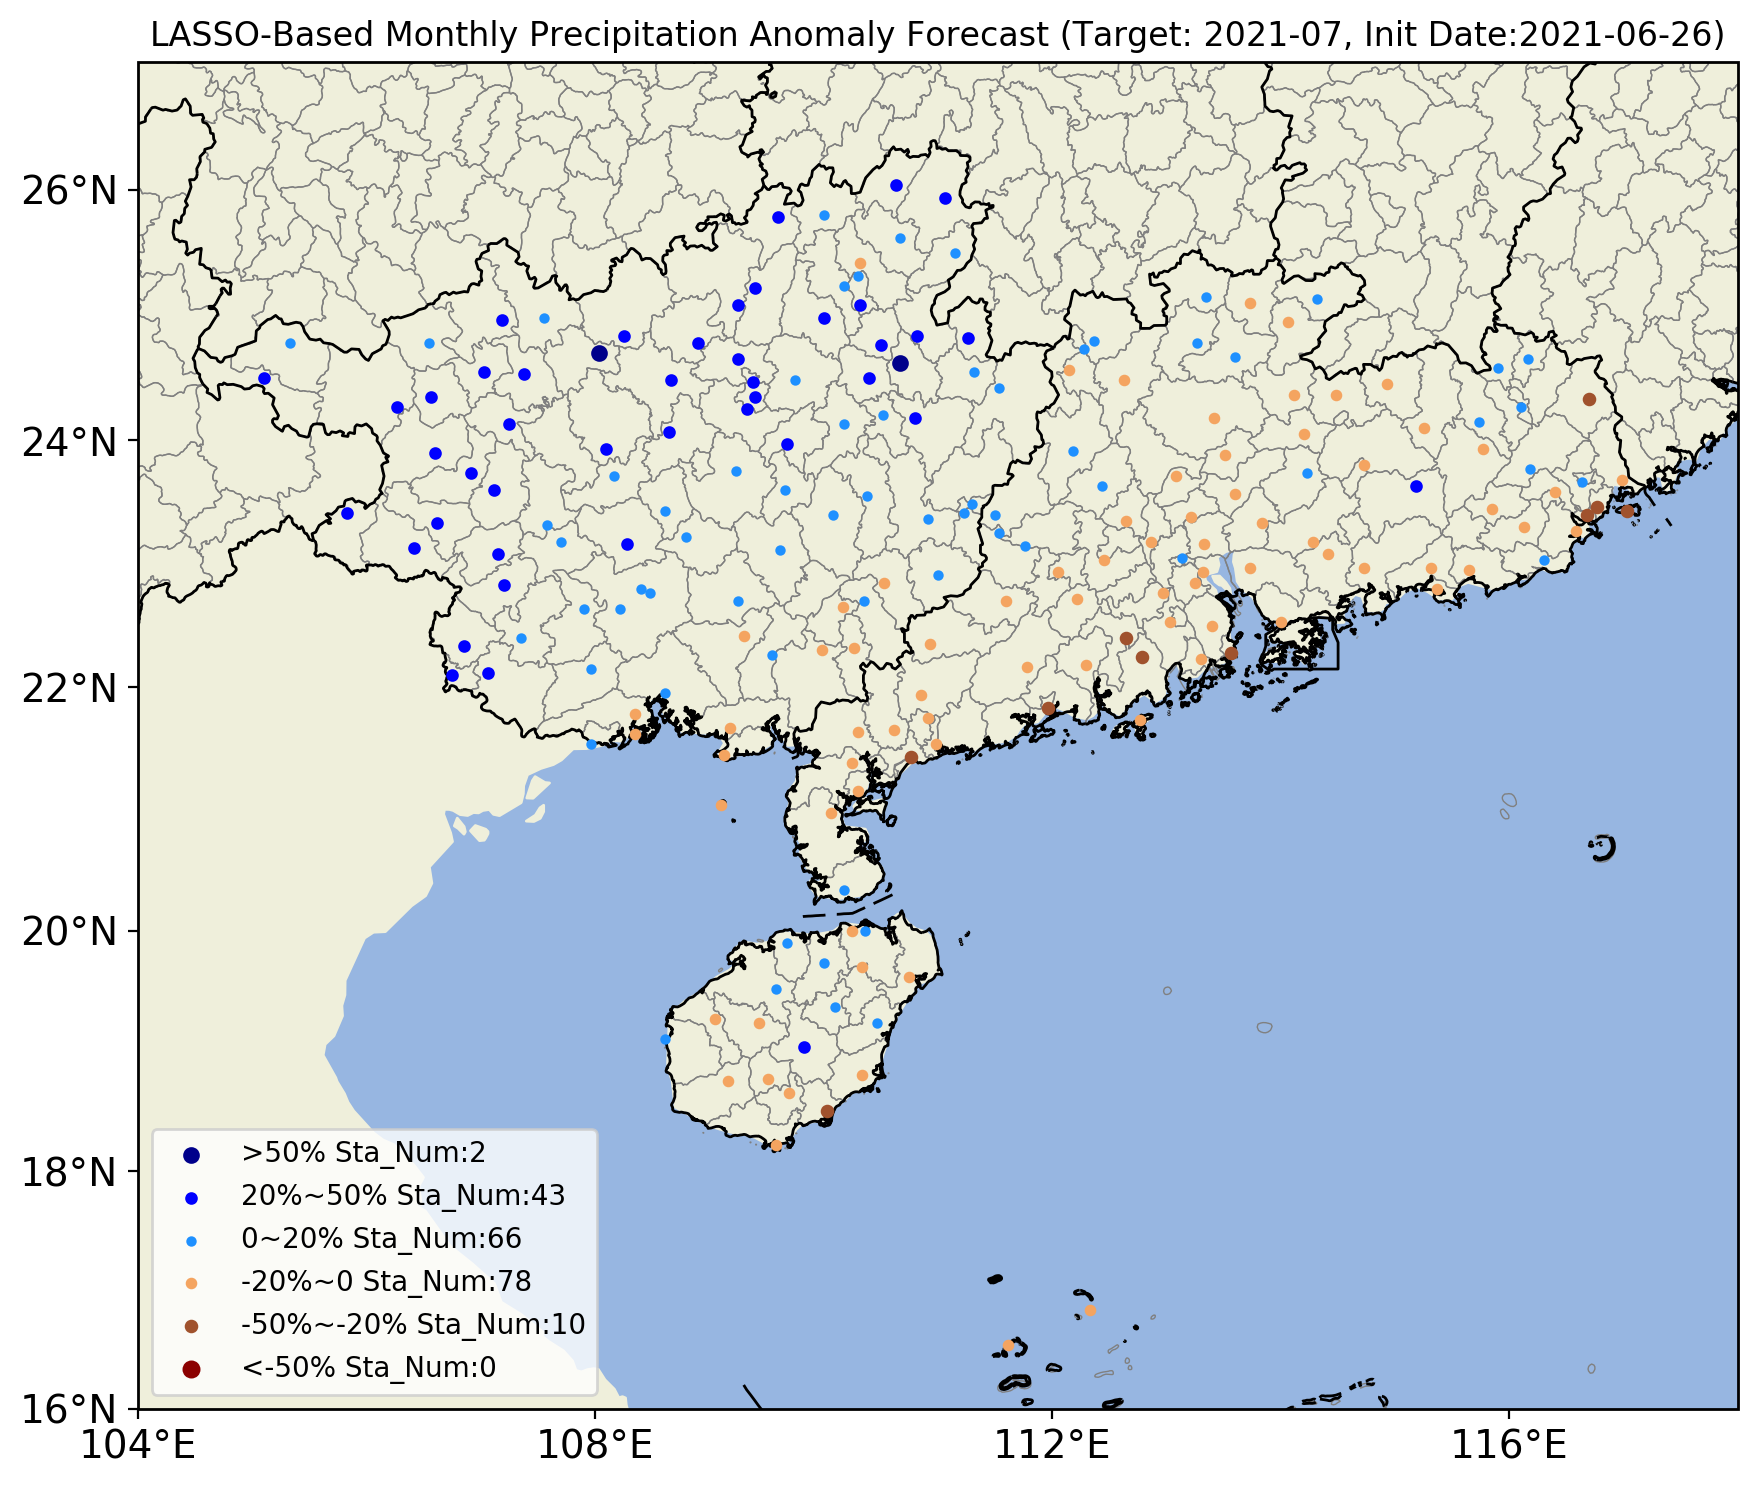 LASSO-Based Monthly Precipitation Anomaly Forecast (Target: 2021-07, Init Date:2021-06-26)
26°N
24°N
22°N
20°N
18°N
16°N
>50% Sta_Num:2
20%~50% Sta_Num:43
0~20% Sta_Num:66
-20%~0 Sta_Num:78
-50%~-20% Sta_Num:10
<-50% Sta_Num:0
104°E
108°E
112°E
116°E